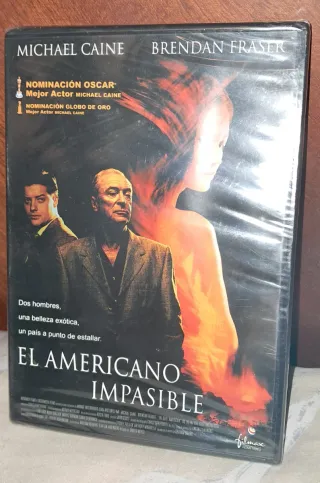 MICHAEL CAINE BRENDAN FRASER
NOMINACIÓN OSCAR
Mejor Actor MICHAEL CAINE
NOMINACIÓN GLOBO DE ORO
Mejor Actor MICHAEL CAINE
Dos hombres,
una belleza exótica,
un país a punto de estallar.
EL AMERICANO
IMPASIBLE
filmax